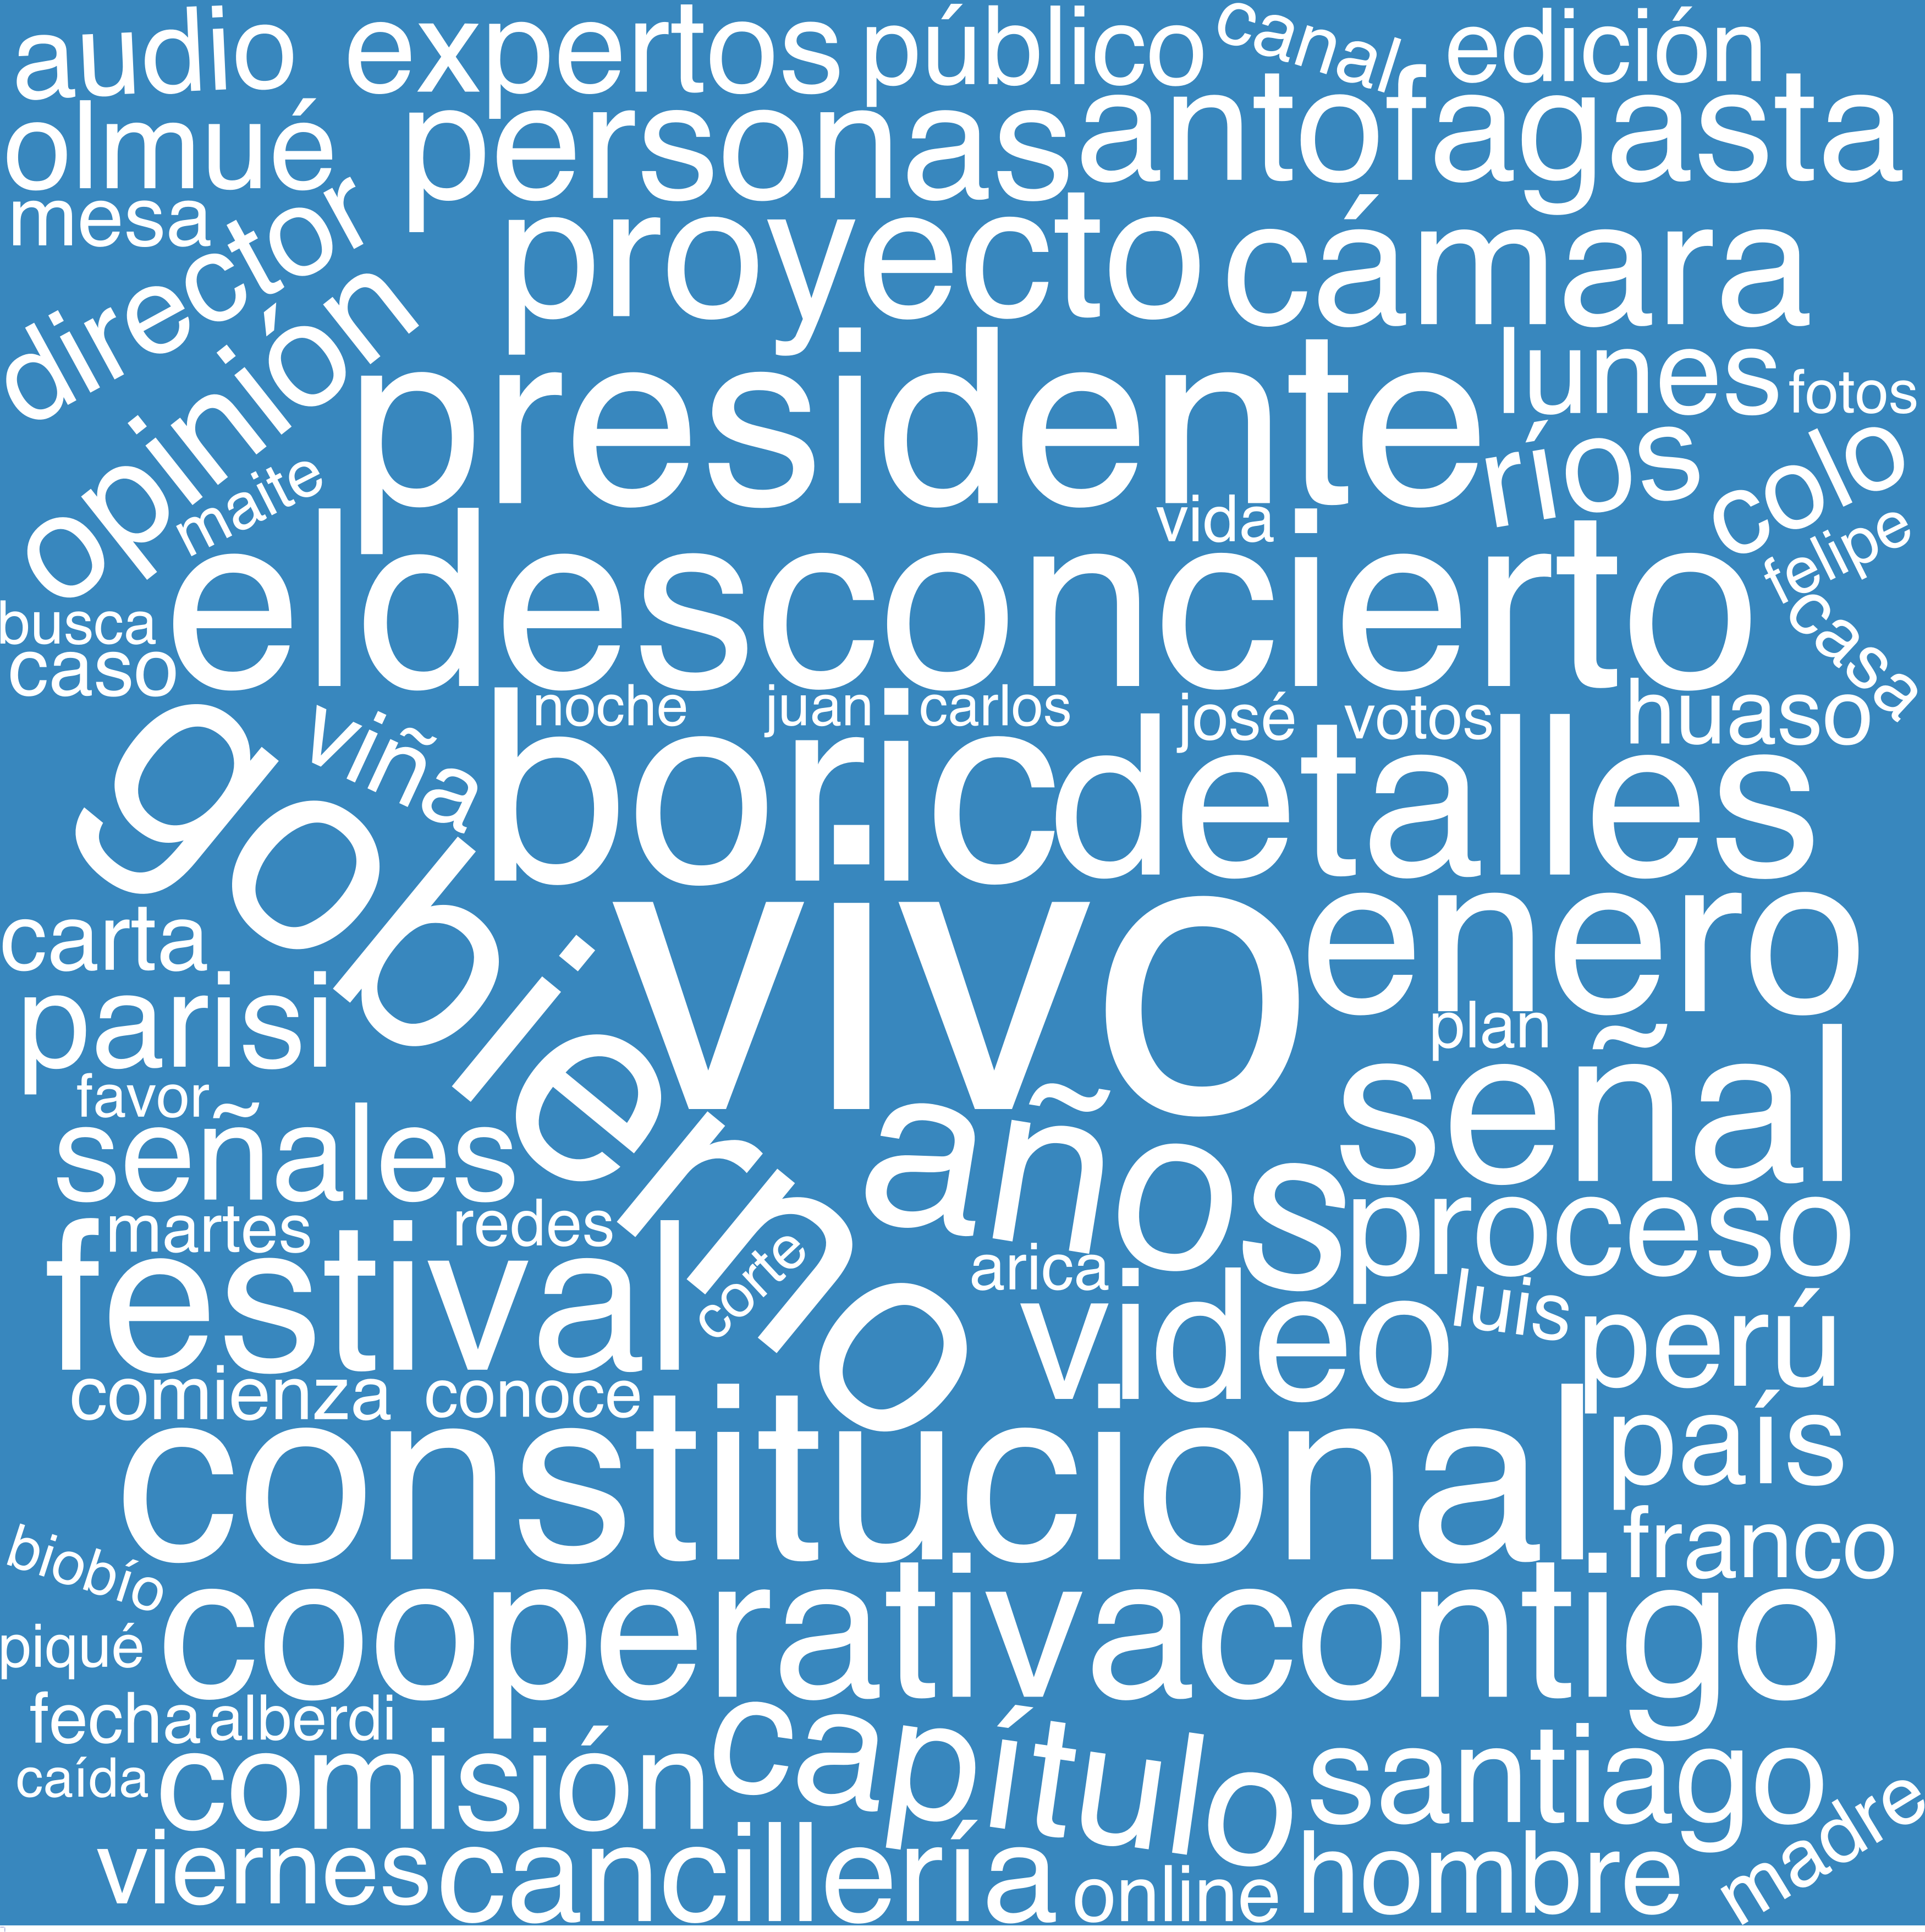 audio expertos público canal edición
olmué personas antofagasta
mesa director proyecto cámara
opinión presidente lunes fotos
maite vida ríos colo
eldesconcierto felipe
busca casa
caso
noche juan carlos josé votos huaso
gobierno viña boric detalles
carta vivo enero
parisi plan
favor señal
señales años
martes redes proceso
festival corte arica video luis perú
comienza conoce
constitucional país
biobío franco
piqué cooperativa contigo
fecha alberdi capítulo
caída comisión santiago
viernes cancillería online hombre madre